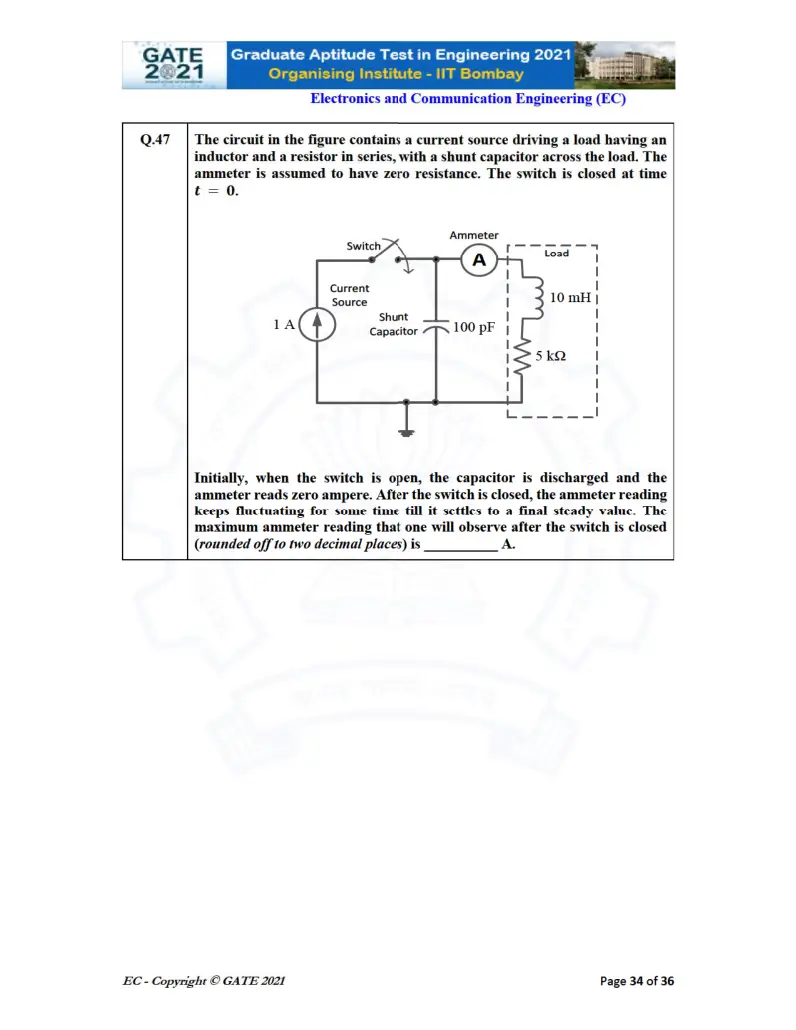 GATE
2021
Graduate Aptitude Test in Engineering 2021
Organising Institute - IIT Bombay
Electronics and Communication Engineering (EC)
Q.47
The circuit in the figure contains a current source driving a load having an
inductor and a resistor in series, with a shunt capacitor across the load. The
ammeter is assumed to have zero resistance. The switch is closed at time
t = 0.
Ammeter
Switch
A
Load
Current
Source
10 mH
1 A
Shunt
Capacitor
100 pF
5 kΩ
Initially, when the switch is open, the capacitor is discharged and the
ammeter reads zero ampere. After the switch is closed, the ammeter reading
keeps fluctuating for some time till it settles to a final steady value. The
maximum ammeter reading that one will observe after the switch is closed
(rounded off to two decimal places) is __________ A.
EC - Copyright © GATE 2021
Page 34 of 36